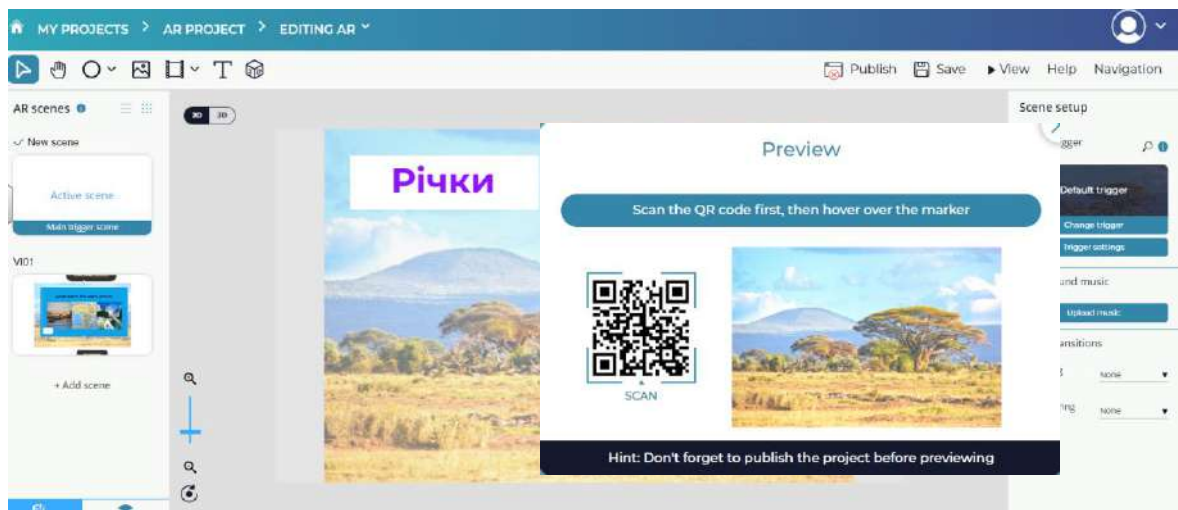 MY PROJECTS > AR PROJECT > EDITING AR
Publish Save View Help Navigation
AR scenes
New scene
Active scene
Main trigger scene
VI01
+ Add scene
2D 3D
Річки
Preview
Scan the QR code first, then hover over the marker
SCAN
Hint: Don't forget to publish the project before previewing
Scene setup
Default trigger
Change trigger
Trigger settings
music
Upload music
None
None